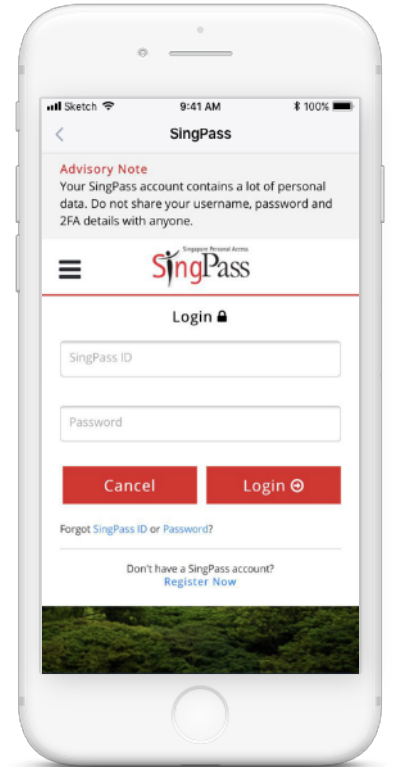 Sketch 9:41 AM 100%
SingPass
Advisory Note
Your SingPass account contains a lot of personal
data. Do not share your username, password and
2FA details with anyone.
Singapore Personal Access
SingPass
Login
SingPass ID
Password
Cancel Login
Forgot SingPass ID or Password?
Don't have a SingPass account?
Register Now